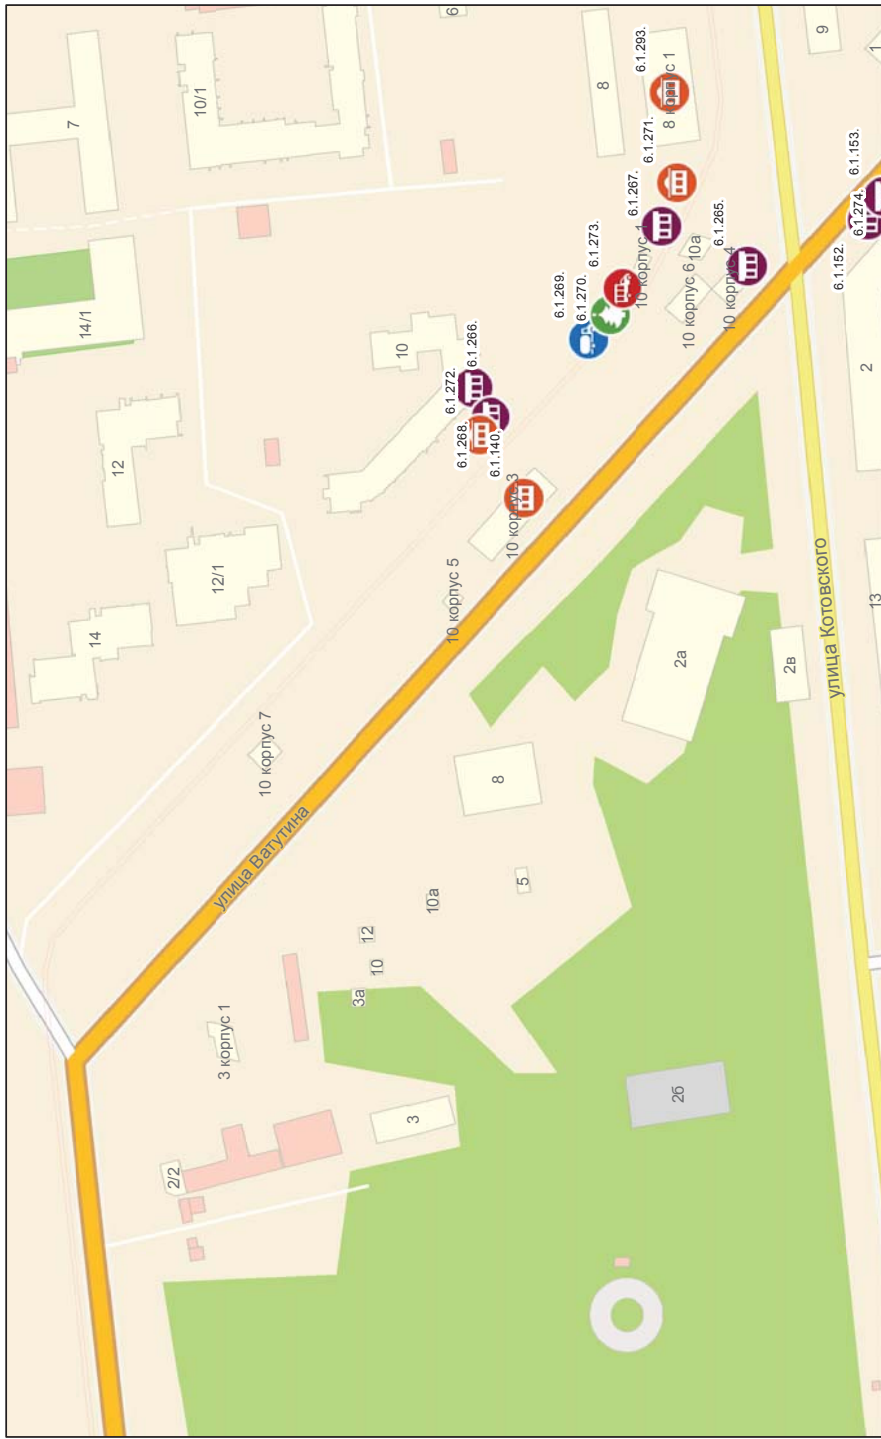 6
9
7
10/1
8
6.1.293.
8 корпус 1
1
6.1.271.
6.1.267.
6.1.153.
6.1.274.
6.1.152.
6.1.265.
10а
10 корпус 6
10 корпус 4
10 корпус 1
6.1.273.
6.1.270.
6.1.269.
14/1
10
6.1.266.
6.1.272.
6.1.268.
6.1.140.
2
12
10 корпус 3
12/1
10 корпус 5
14
2а
2в
13
улица Котовского
10 корпус 7
8
улица Ватутина
5
10а
12
10
3а
3 корпус 1
3
2/2
2б